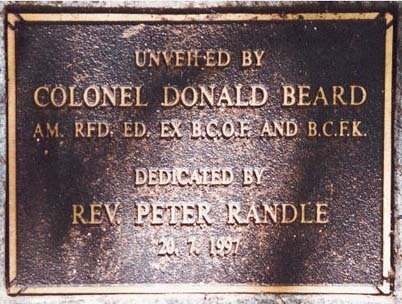 UNVEILED BY
COLONEL DONALD BEARD
AM. RFD. ED. EX B.C.O.F. AND B.C.F.K.
DEDICATED BY
REV. PETER RANDLE
20. 7. 1997